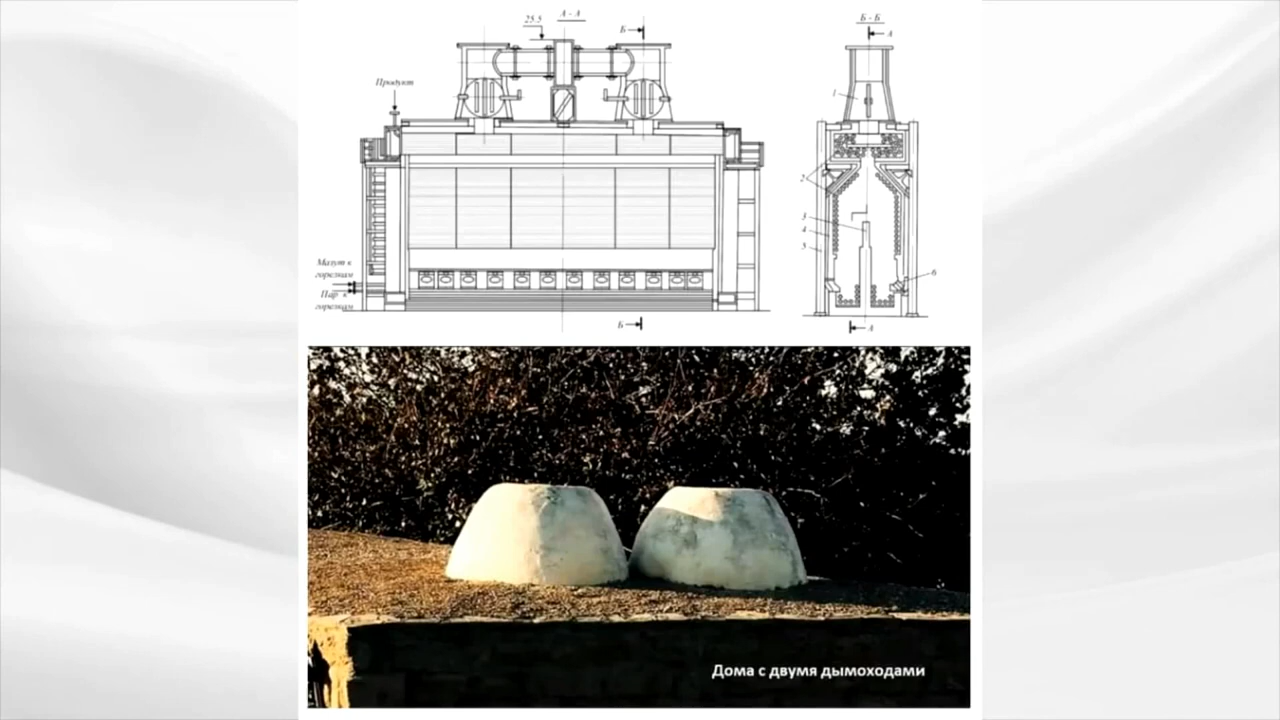 А - А
Б - Б
25.5
Б
А
Продукт
1
2
3
4
5
6
Мазут к
горелкам
Пар к
горелкам
Б
А
Дома с двумя дымоходами